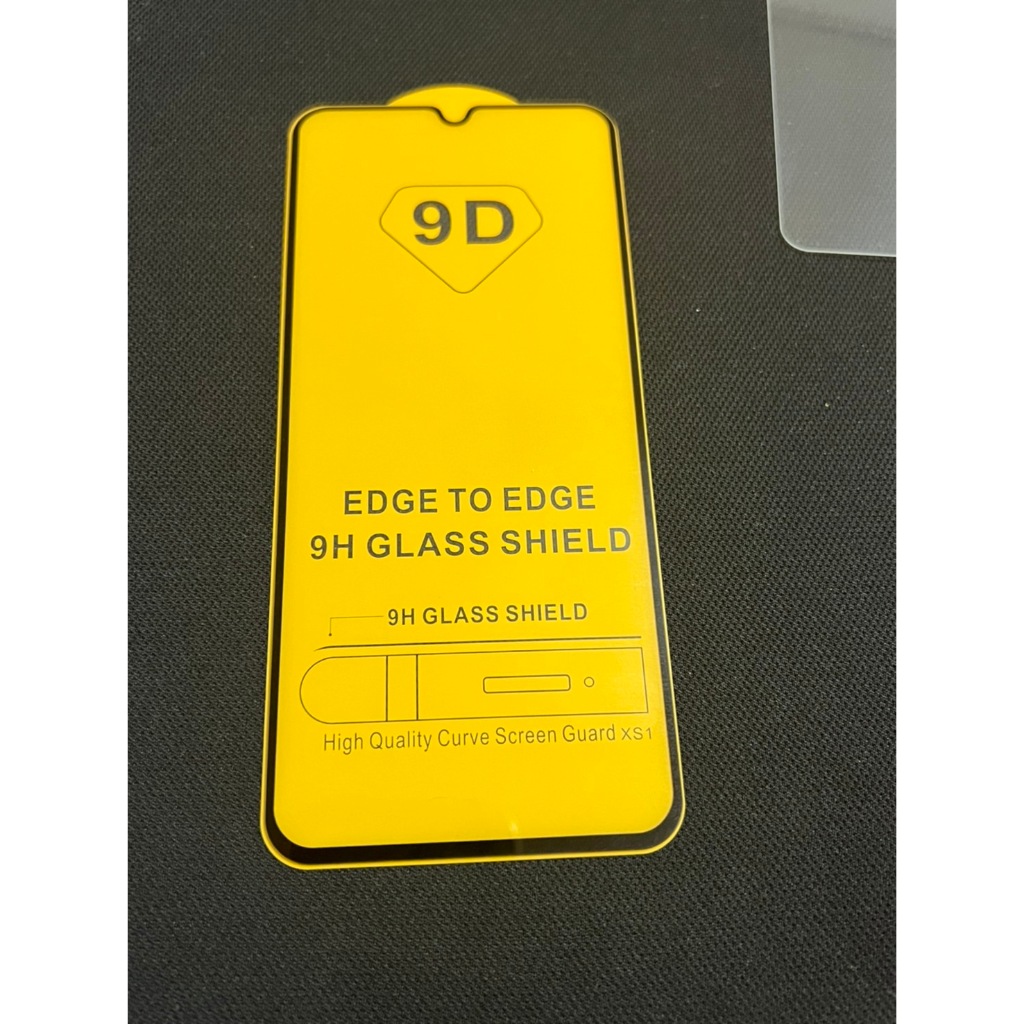 9D
EDGE TO EDGE
9H GLASS SHIELD
9H GLASS SHIELD
High Quality Curve Screen Guard XS1